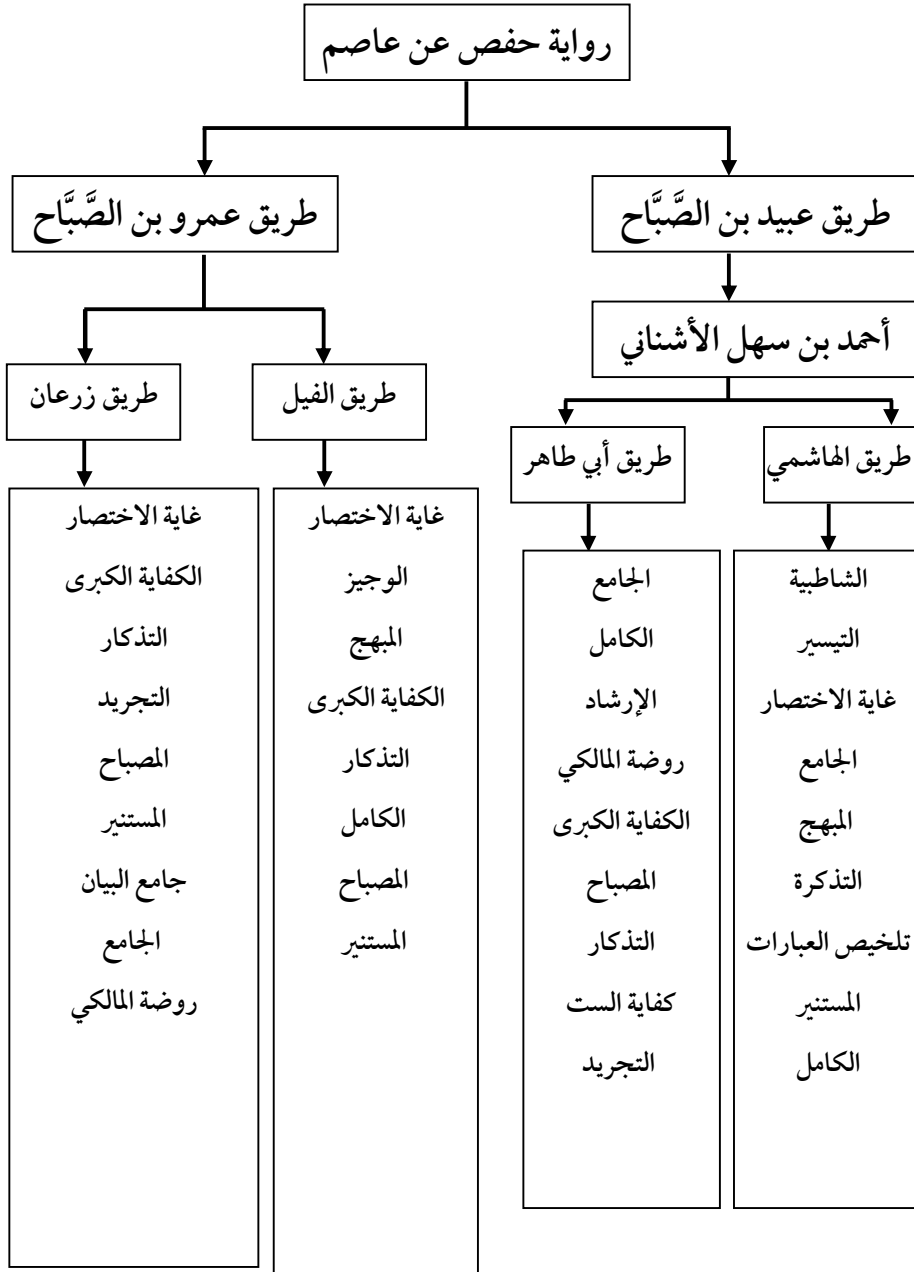 رواية حفص عن عاصم
طريق عبيد بن الصَّبَّاح
طريق عمرو بن الصَّبَّاح
أحمد بن سهل الأشناني
طريق الهاشمي
طريق أبي طاهر
طريق الفيل
طريق زرعان
الشاطبية
التيسير
غاية الاختصار
الجامع
المبهج
التذكرة
تلخيص العبارات
المستنير
الكامل
الجامع
الكامل
الإرشاد
روضة المالكي
الكفاية الكبرى
المصباح
التذكار
كفاية الست
التجريد
غاية الاختصار
الوجيز
المبهج
الكفاية الكبرى
التذكار
الكامل
المصباح
المستنير
غاية الاختصار
الكفاية الكبرى
التذكار
التجريد
المصباح
المستنير
جامع البيان
الجامع
روضة المالكي